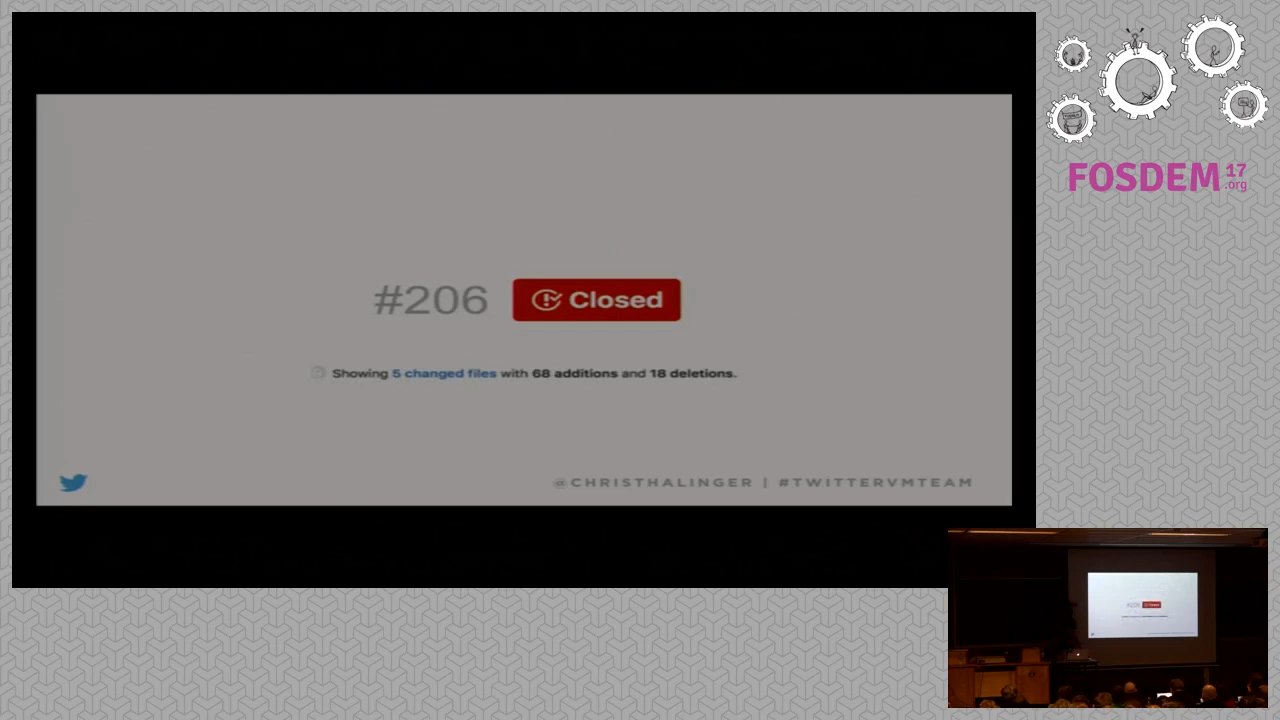 #206 Closed
Showing 5 changed files with 68 additions and 18 deletions.
@CHRISTHALINGER | #TWITTERVMTEAM
FOSDEM 17
.org